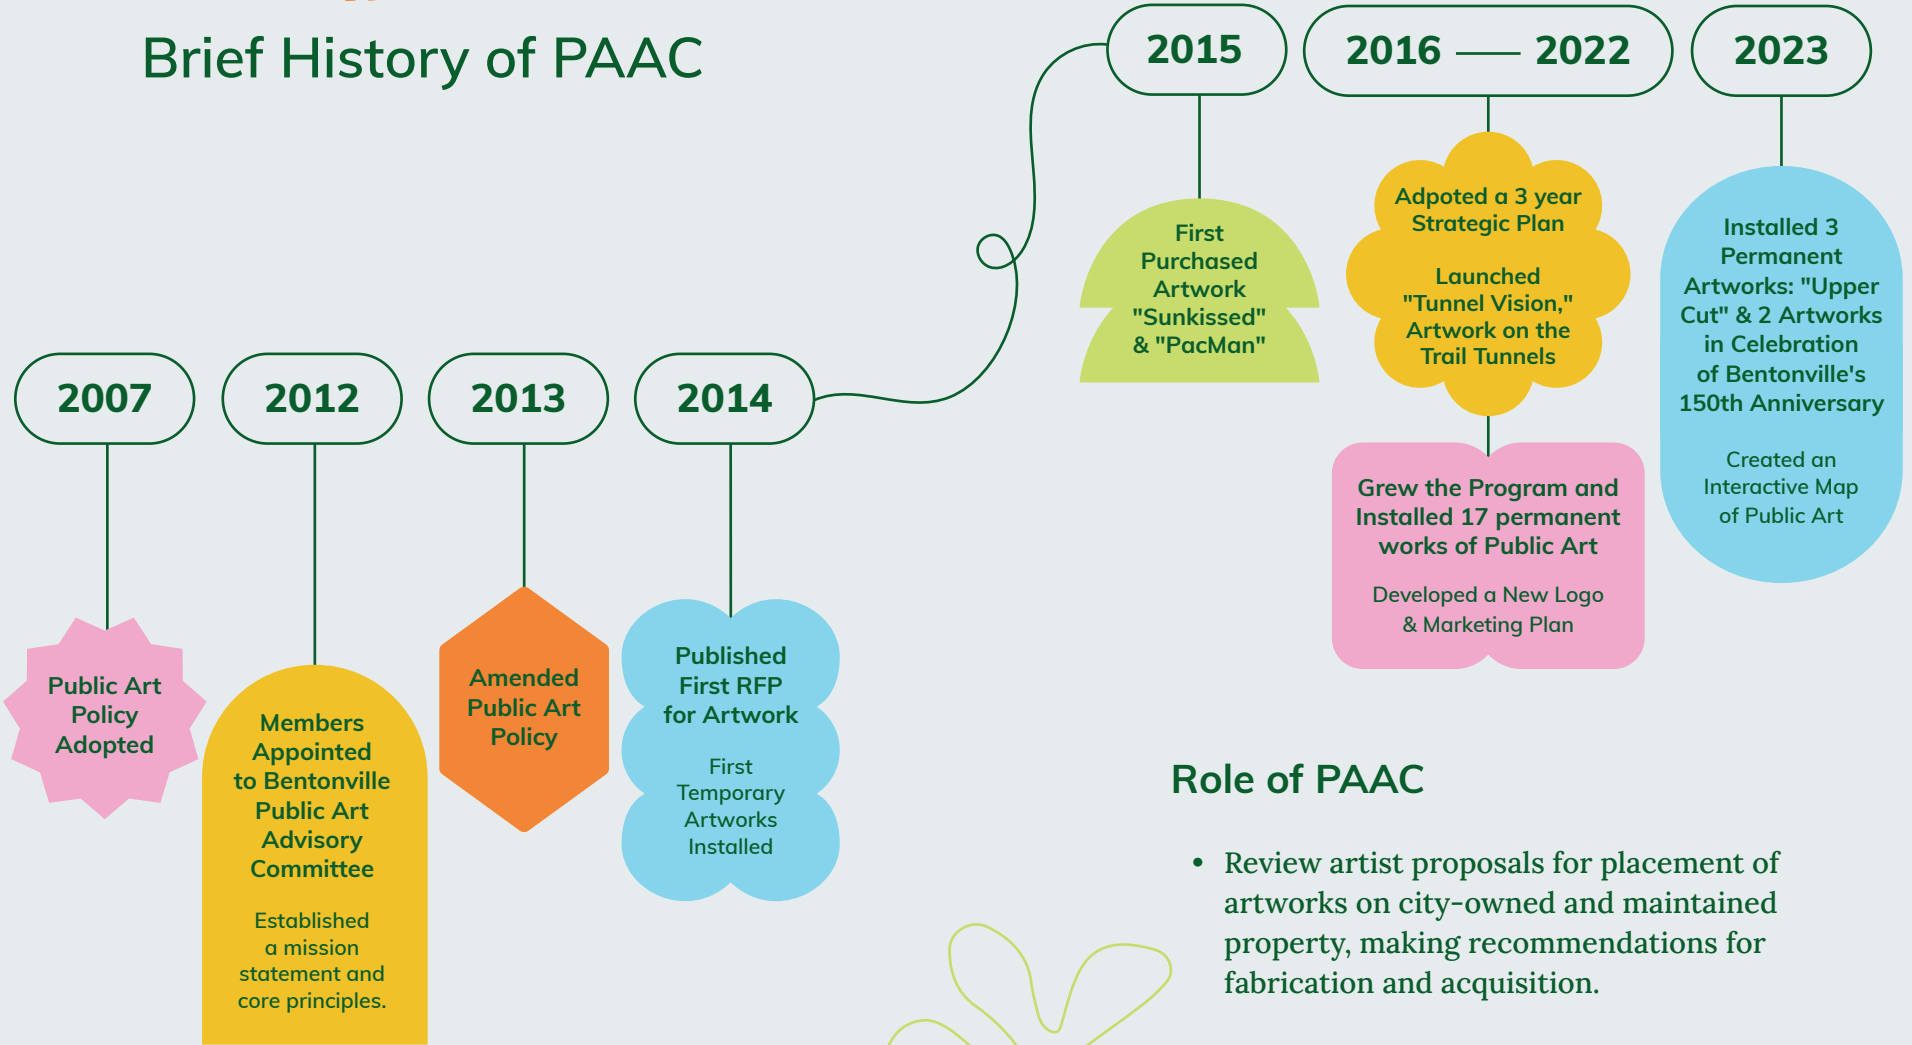 Brief History of PAAC
2007
Public Art
Policy
Adopted
2012
Members
Appointed
to Bentonville
Public Art
Advisory
Committee
Established
a mission
statement and
core principles.
2013
Amended
Public Art
Policy
2014
Published
First RFP
for Artwork
First
Temporary
Artworks
Installed
2015
First
Purchased
Artwork
"Sunkissed"
& "PacMan"
2016 — 2022
Adpoted a 3 year
Strategic Plan
Launched
"Tunnel Vision,"
Artwork on the
Trail Tunnels
Grew the Program and
Installed 17 permanent
works of Public Art
Developed a New Logo
& Marketing Plan
2023
Installed 3
Permanent
Artworks: "Upper
Cut" & 2 Artworks
in Celebration
of Bentonville's
150th Anniversary
Created an
Interactive Map
of Public Art
Role of PAAC
• Review artist proposals for placement of
artworks on city-owned and maintained
property, making recommendations for
fabrication and acquisition.